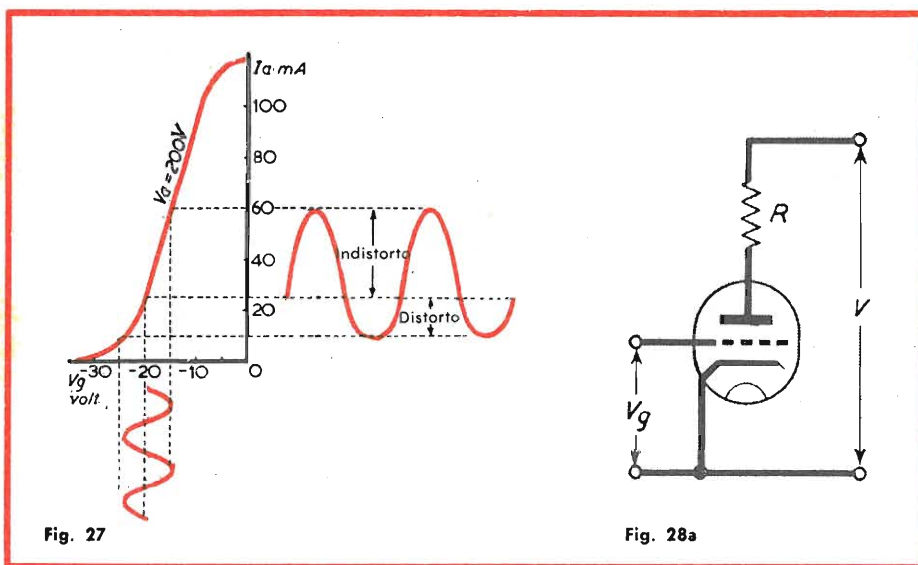 Ia·mA
100
80
60
40
20
0
Va=200V
Indistorto
Distorto
-30
-20
-10
Vg
volt.
Fig. 27
R
V
Vg
Fig. 28a